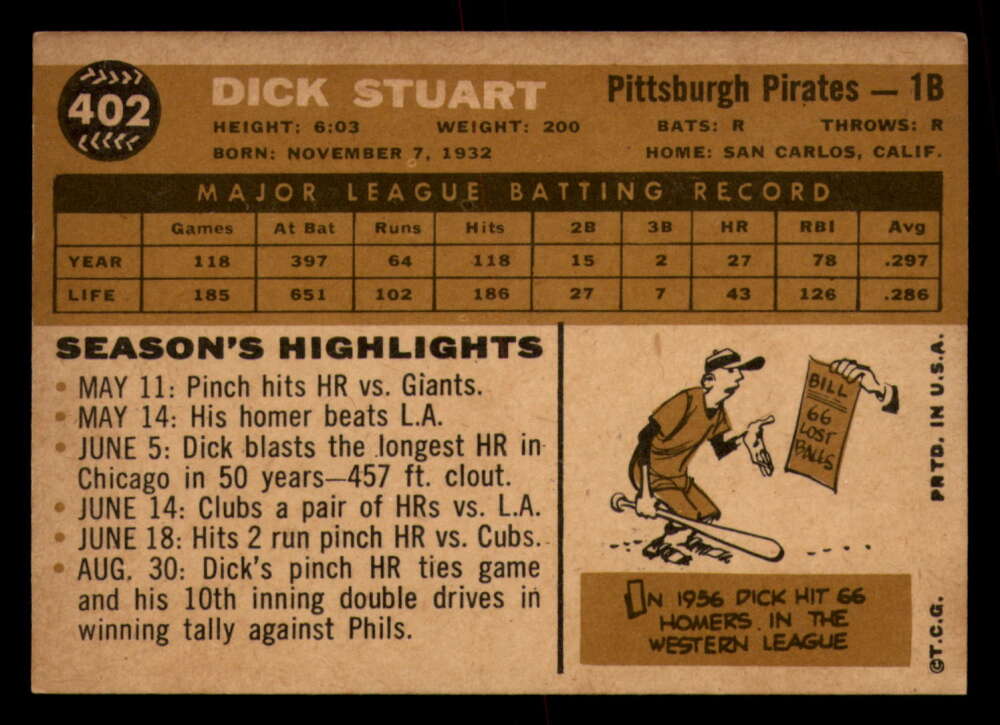 402
DICK STUART
Pittsburgh Pirates — 1B
HEIGHT: 6:03 WEIGHT: 200 BATS: R THROWS: R
BORN: NOVEMBER 7, 1932 HOME: SAN CARLOS, CALIF.
MAJOR LEAGUE BATTING RECORD
Games At Bat Runs Hits 2B 3B HR RBI Avg
YEAR 118 397 64 118 15 2 27 78 .297
LIFE 185 651 102 186 27 7 43 126 .286
SEASON'S HIGHLIGHTS
• MAY 11: Pinch hits HR vs. Giants.
• MAY 14: His homer beats L.A.
• JUNE 5: Dick blasts the longest HR in
Chicago in 50 years—457 ft. clout.
• JUNE 14: Clubs a pair of HRs vs. L.A.
• JUNE 18: Hits 2 run pinch HR vs. Cubs.
• AUG. 30: Dick's pinch HR ties game
and his 10th inning double drives in
winning tally against Phils.
BILL
66
LOST
BALLS
IN 1956 DICK HIT 66
HOMERS IN THE
WESTERN LEAGUE
©T.C.G. PRTD. IN U.S.A.